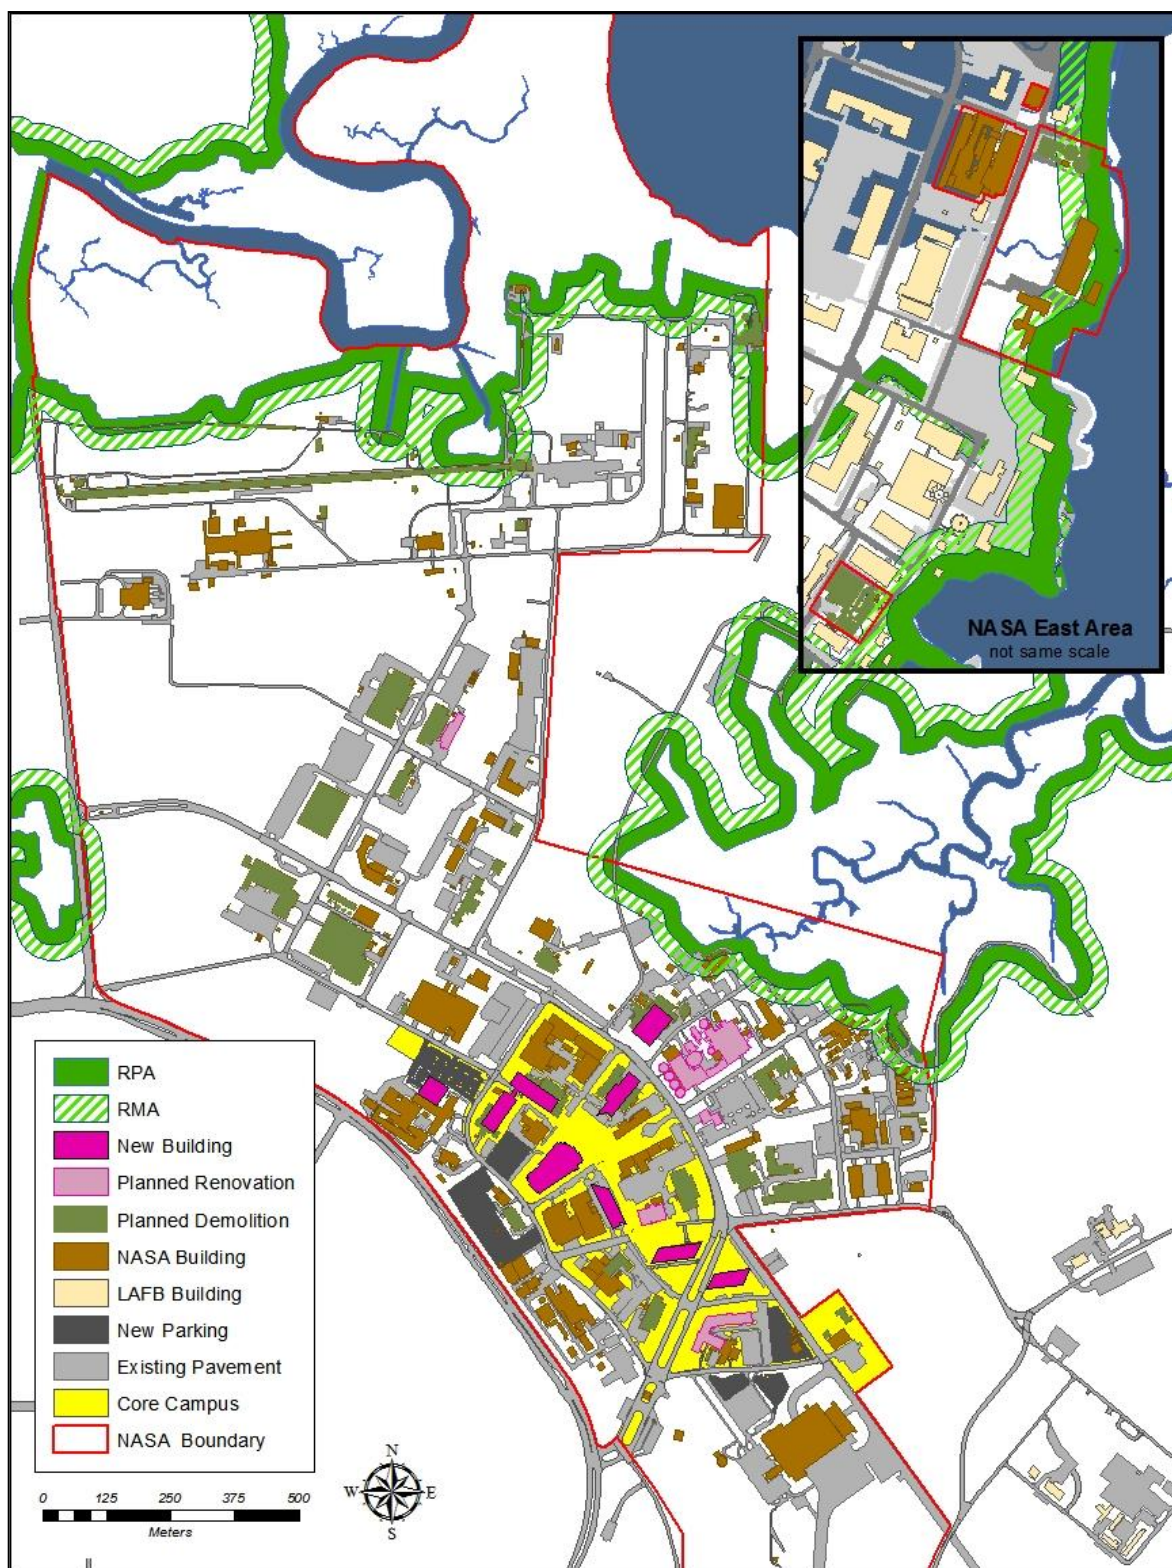 NASA East Area
not same scale
RPA
RMA
New Building
Planned Renovation
Planned Demolition
NASA Building
LAFB Building
New Parking
Existing Pavement
Core Campus
NASA Boundary
0 125 250 375 500
Meters
N
W E
S